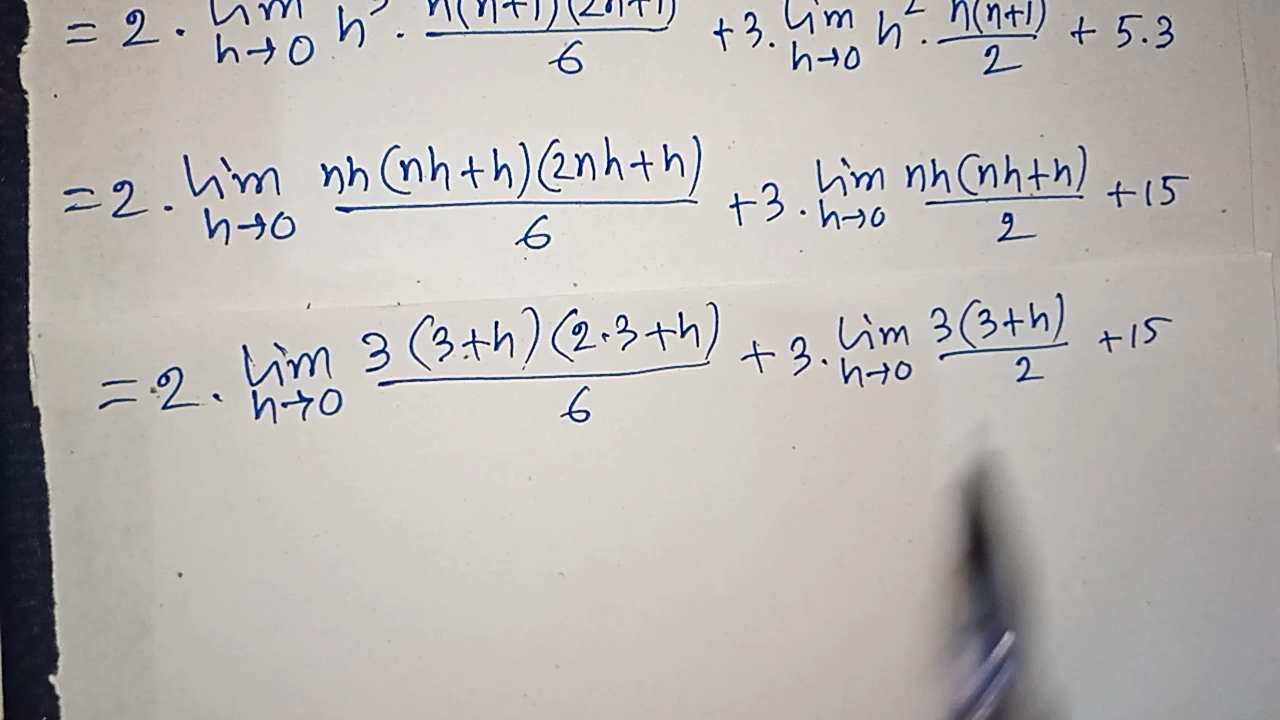 = 2 · lim h→0 h³ · n(n+1)(2n+1)/6 + 3 · lim h→0 h² · n(n+1)/2 + 5.3
= 2 · lim h→0 nh(nh+h)(2nh+h)/6 + 3 · lim h→0 nh(nh+h)/2 + 15
= 2 · lim h→0 3(3+h)(2·3+h)/6 + 3 · lim h→0 3(3+h)/2 + 15